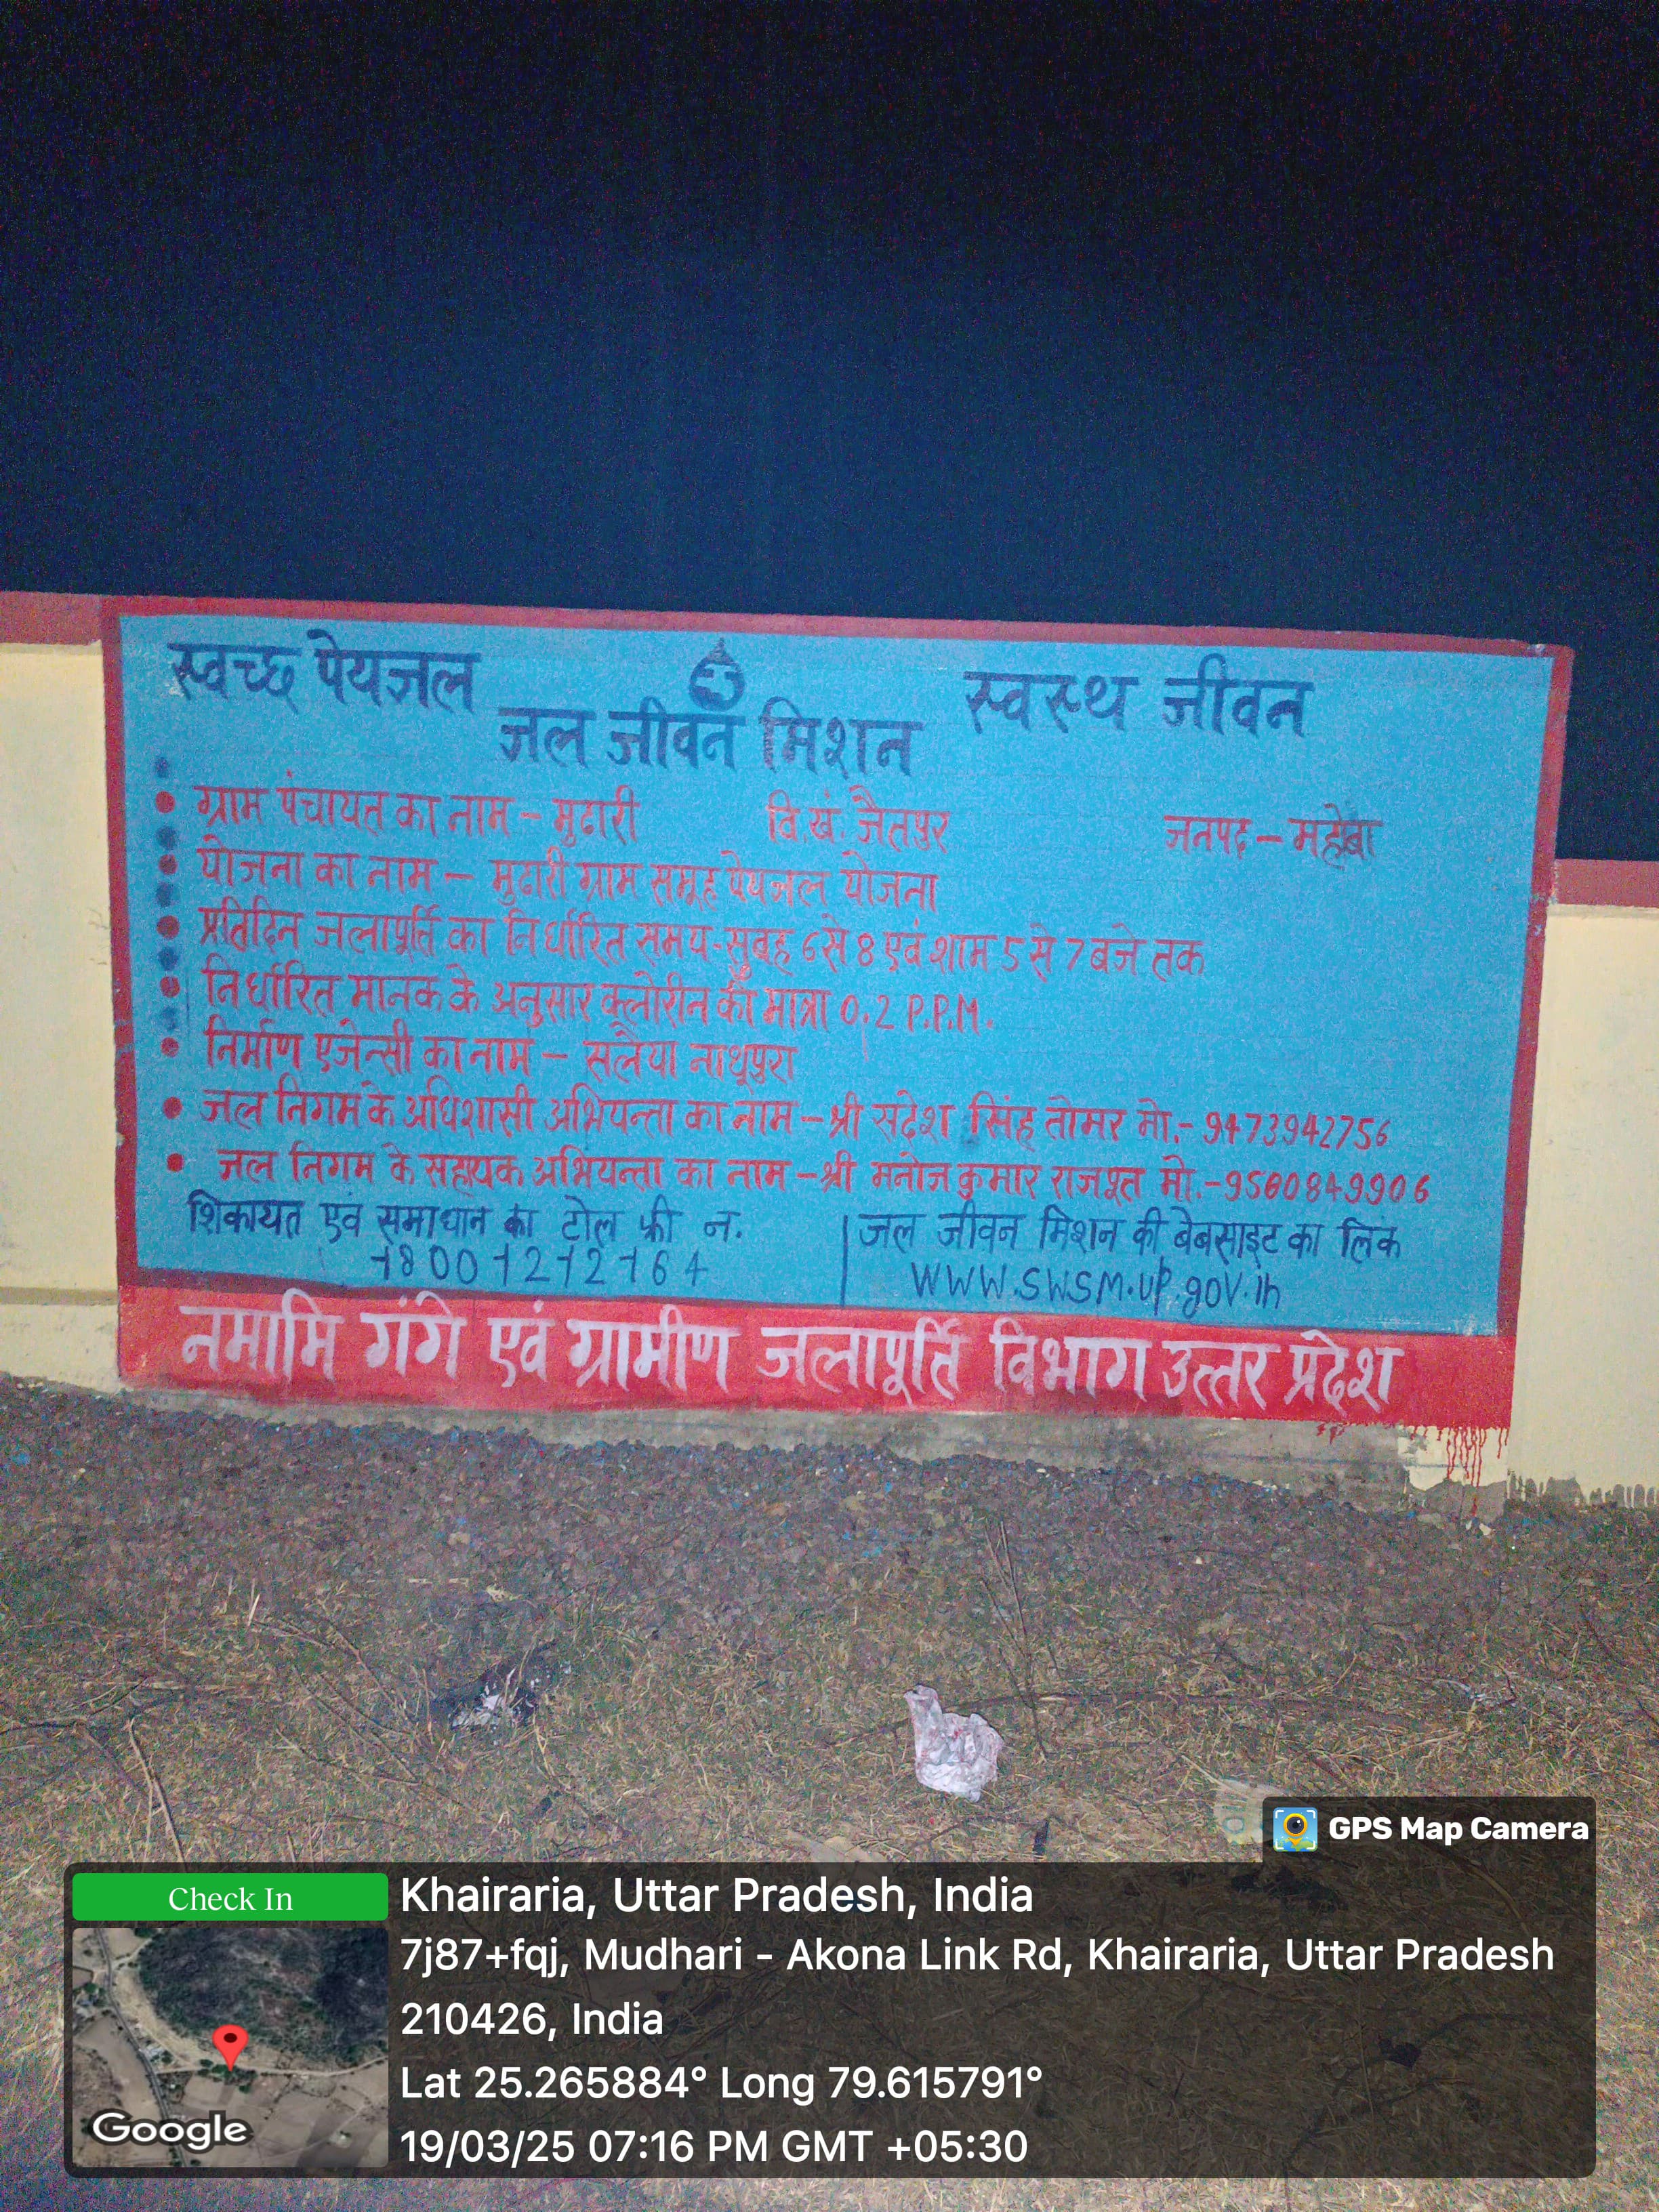 स्वच्छ पेयजल
स्वस्थ जीवन
जल जीवन मिशन
ग्राम पंचायत का नाम - मुढारी वि.खं. जैतपुर जनपद - महोबा
योजना का नाम - मुढारी ग्राम समूह पेयजल योजना
प्रतिदिन जलापूर्ति का निर्धारित समय-सुबह 6 से 8 एवं शाम 5 से 7 बजे तक
निर्धारित मानक के अनुसार क्लोरीन की मात्रा 0.2 P.P.M.
निर्माण एजेन्सी का नाम - सलैया नाथूपुरा
जल निगम के अधिशासी अभियन्ता का नाम - श्री संदेश सिंह तोमर मो.- 9473942756
जल निगम के सहायक अभियन्ता का नाम - श्री मनोज कुमार राजपूत मो.-9560849906
शिकायत एवं समाधान का टोल फ्री न.
18001212164
जल जीवन मिशन की बेबसाइट का लिंक
WWW.SWSM.UP.goV.in
नमामि गंगे एवं ग्रामीण जलापूर्ति विभाग उत्तर प्रदेश
GPS Map Camera
Check In
Khairaria, Uttar Pradesh, India
7j87+fqj, Mudhari - Akona Link Rd, Khairaria, Uttar Pradesh
210426, India
Lat 25.265884° Long 79.615791°
19/03/25 07:16 PM GMT +05:30
Google